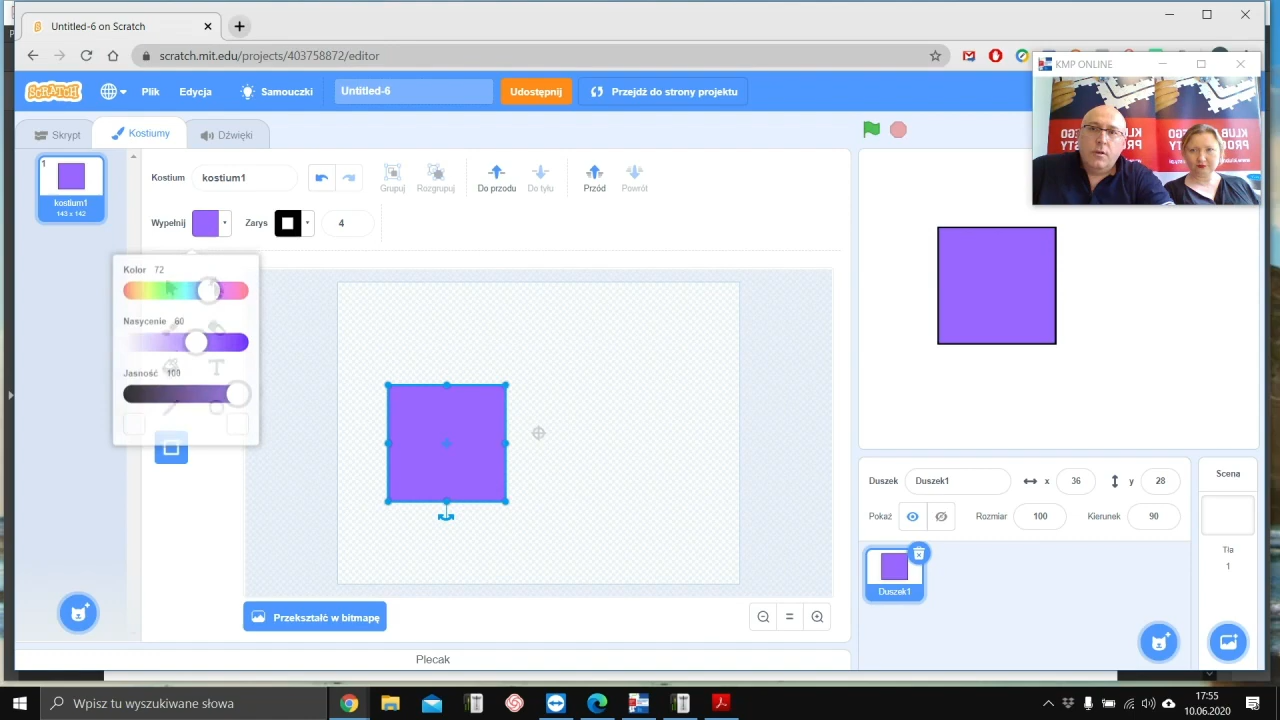 Untitled-6 on Scratch
scratch.mit.edu/projects/403758872/editor
KMP ONLINE
SCRATCH
Plik
Edycja
Samouczki
Untitled-6
Udostępnij
Przejdź do strony projektu
Skrypt
Kostiumy
Dźwięki
1
kostium1
143 x 142
Kostium
kostium1
Grupuj
Rozgrupuj
Do przodu
Do tyłu
Przód
Powrót
Wypełnij
Zarys
4
Kolor 72
Nasycenie 60
Jasność 100
T
Przekształć w bitmapę
Plecak
Duszek
Duszek1
x
36
y
28
Pokaż
Rozmiar
100
Kierunek
90
Duszek1
Scena
Tła
1
Wpisz tu wyszukiwane słowa
17:55
10.06.2020